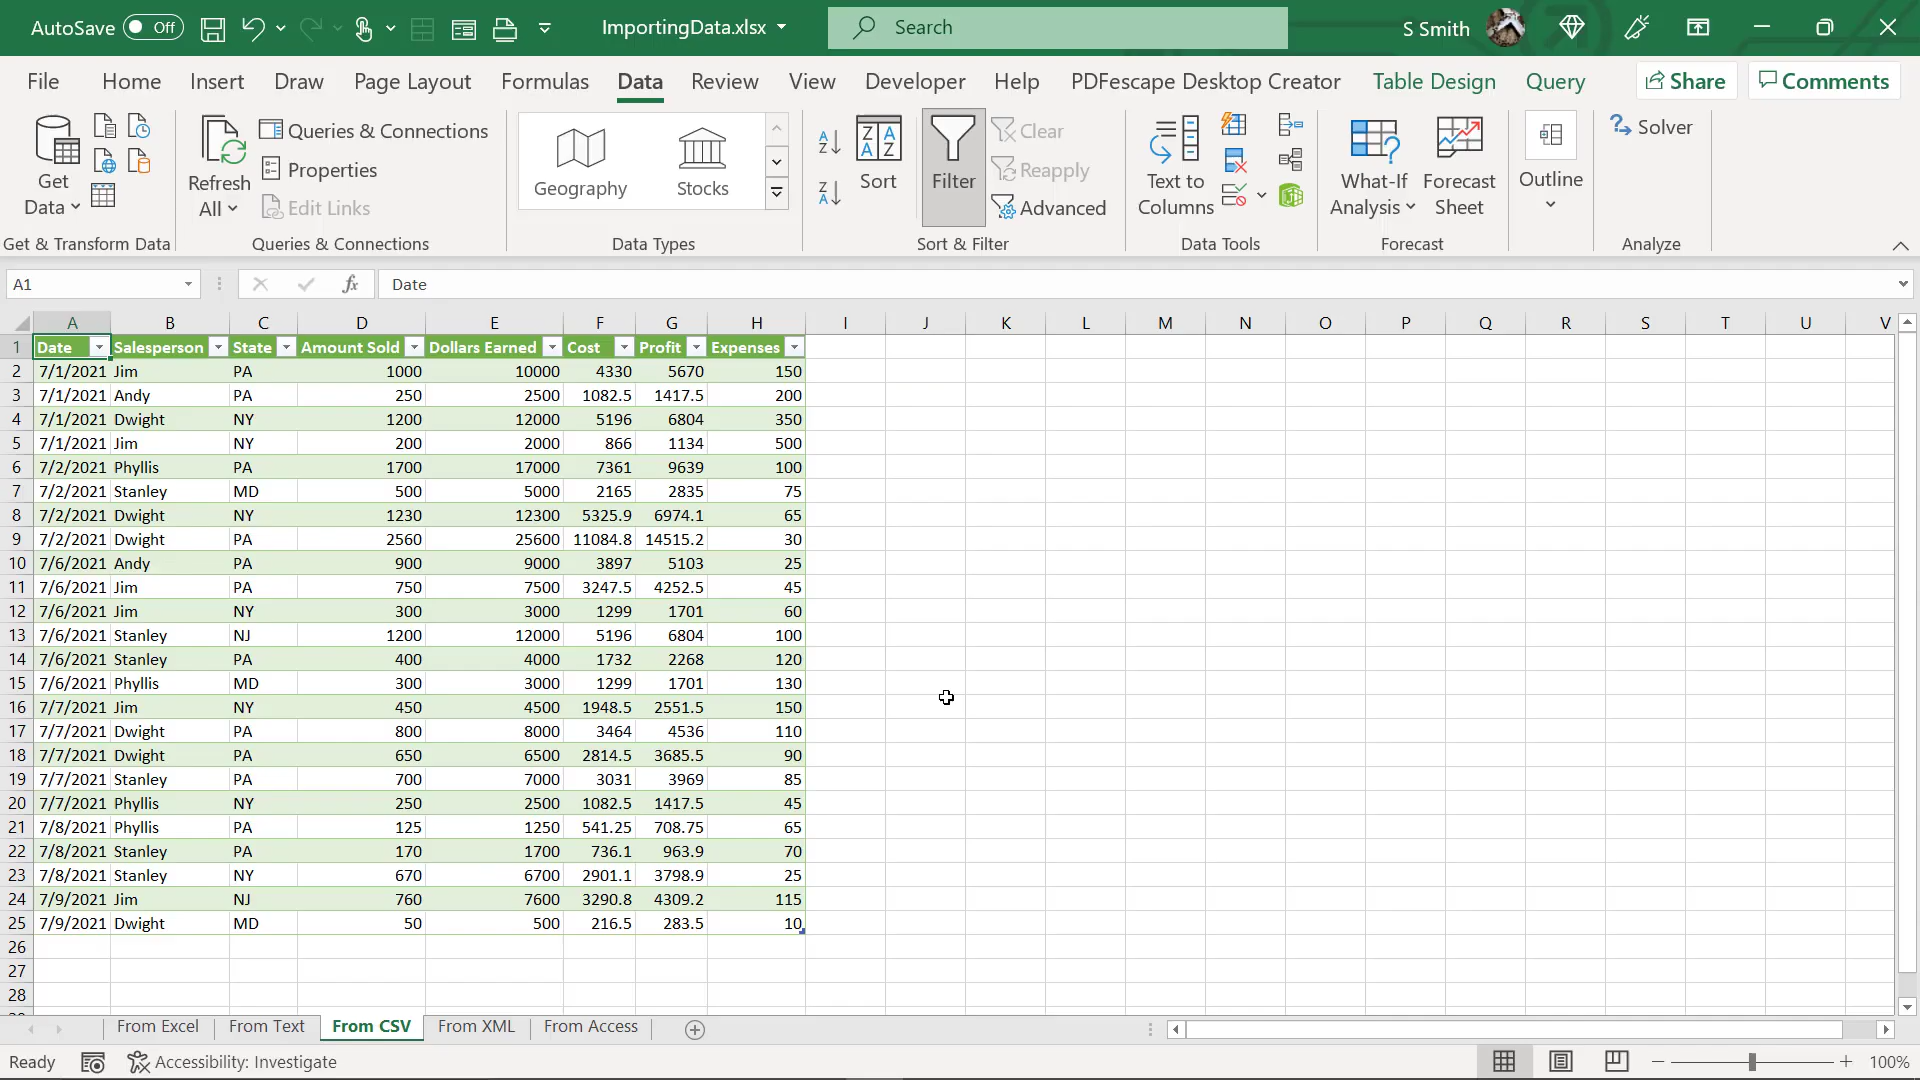 AutoSave Off ImportingData.xlsx Search S Smith
File Home Insert Draw Page Layout Formulas Data Review View Developer Help PDFescape Desktop Creator Table Design Query Share Comments
Get Data
Refresh All
Queries & Connections
Properties
Edit Links
Geography
Stocks
Sort
Filter
Clear
Reapply
Advanced
Text to Columns
What-If Analysis
Forecast Sheet
Outline
Solver
Get & Transform Data Queries & Connections Data Types Sort & Filter Data Tools Forecast Analyze
A1 fx Date
A B C D E F G H I J K L M N O P Q R S T U V
1 Date Salesperson State Amount Sold Dollars Earned Cost Profit Expenses
2 7/1/2021 Jim PA 1000 10000 4330 5670 150
3 7/1/2021 Andy PA 250 2500 1082.5 1417.5 200
4 7/1/2021 Dwight NY 1200 12000 5196 6804 350
5 7/1/2021 Jim NY 200 2000 866 1134 500
6 7/2/2021 Phyllis PA 1700 17000 7361 9639 100
7 7/2/2021 Stanley MD 500 5000 2165 2835 75
8 7/2/2021 Dwight NY 1230 12300 5325.9 6974.1 65
9 7/2/2021 Dwight PA 2560 25600 11084.8 14515.2 30
10 7/6/2021 Andy PA 900 9000 3897 5103 25
11 7/6/2021 Jim PA 750 7500 3247.5 4252.5 45
12 7/6/2021 Jim NY 300 3000 1299 1701 60
13 7/6/2021 Stanley NJ 1200 12000 5196 6804 100
14 7/6/2021 Stanley PA 400 4000 1732 2268 120
15 7/6/2021 Phyllis MD 300 3000 1299 1701 130
16 7/7/2021 Jim NY 450 4500 1948.5 2551.5 150
17 7/7/2021 Dwight PA 800 8000 3464 4536 110
18 7/7/2021 Dwight PA 650 6500 2814.5 3685.5 90
19 7/7/2021 Stanley PA 700 7000 3031 3969 85
20 7/7/2021 Phyllis NY 250 2500 1082.5 1417.5 45
21 7/8/2021 Phyllis PA 125 1250 541.25 708.75 65
22 7/8/2021 Stanley PA 170 1700 736.1 963.9 70
23 7/8/2021 Stanley NY 670 6700 2901.1 3798.9 25
24 7/9/2021 Jim NJ 760 7600 3290.8 4309.2 115
25 7/9/2021 Dwight MD 50 500 216.5 283.5 10
26
27
28
From Excel From Text From CSV From XML From Access
Ready Accessibility: Investigate 100%